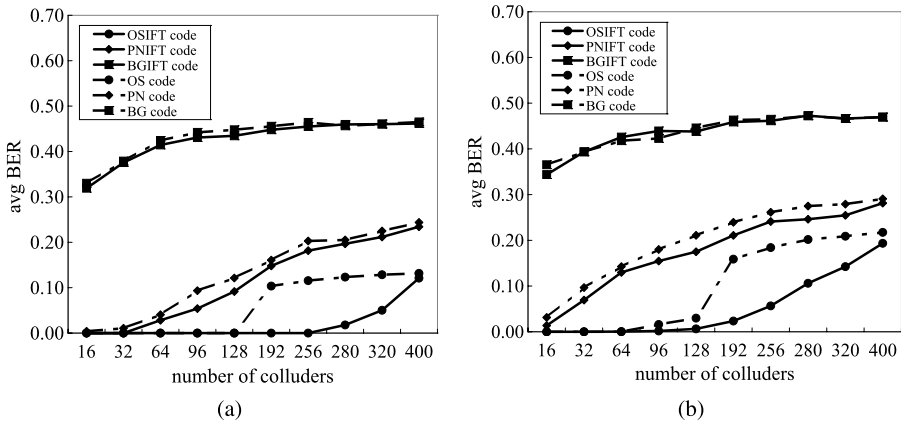 0.70
0.60
0.50
0.40
0.30
0.20
0.10
0.00
avg BER
OSIFT code
PNIFT code
BGIFT code
OS code
PN code
BG code
16 32 64 96 128 192 256 280 320 400
number of colluders
(a)
0.70
0.60
0.50
0.40
0.30
0.20
0.10
0.00
avg BER
OSIFT code
PNIFT code
BGIFT code
OS code
PN code
BG code
16 32 64 96 128 192 256 280 320 400
number of colluders
(b)